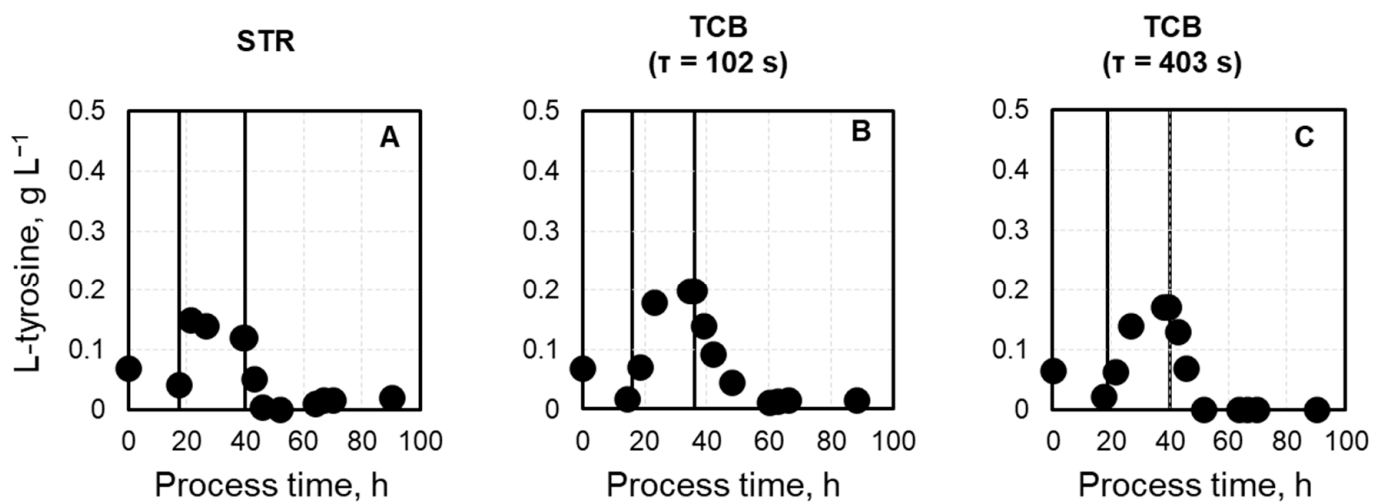 STR
TCB
(τ = 102 s)
TCB
(τ = 403 s)
L-tyrosine, g L⁻¹
0.5
0.4
0.3
0.2
0.1
0
A
0 20 40 60 80 100
Process time, h
0.5
0.4
0.3
0.2
0.1
0
B
0 20 40 60 80 100
Process time, h
0.5
0.4
0.3
0.2
0.1
0
C
0 20 40 60 80 100
Process time, h